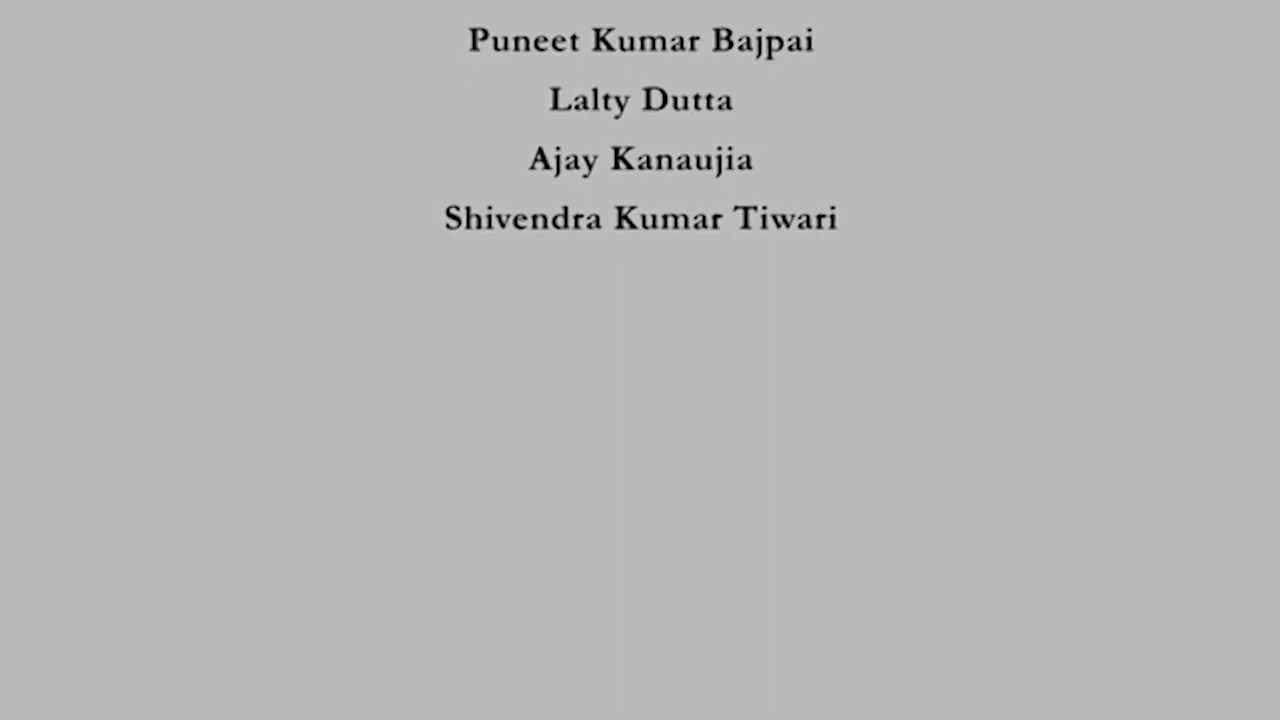 Puneet Kumar Bajpai
Lalty Dutta
Ajay Kanaujia
Shivendra Kumar Tiwari